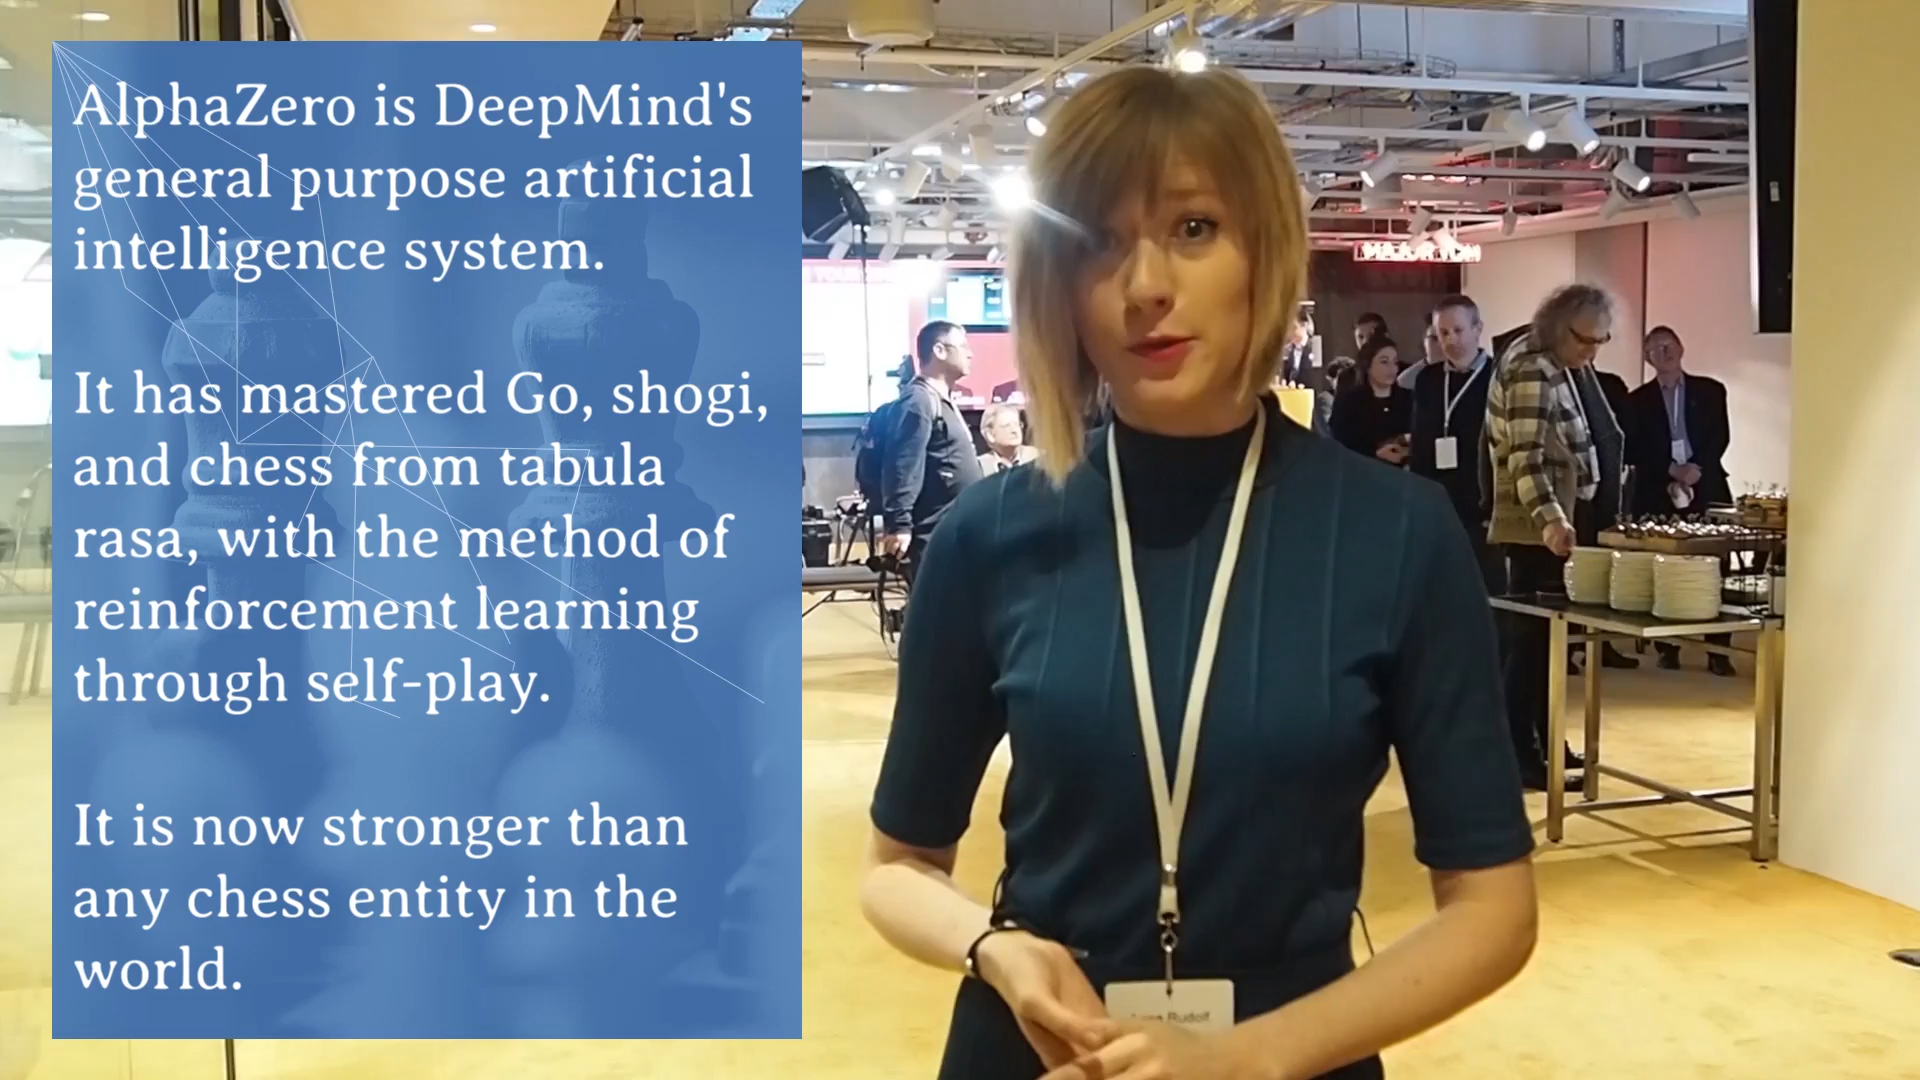 AlphaZero is DeepMind's
general purpose artificial
intelligence system.
It has mastered Go, shogi,
and chess from tabula
rasa, with the method of
reinforcement learning
through self-play.
It is now stronger than
any chess entity in the
world.
Rudolf